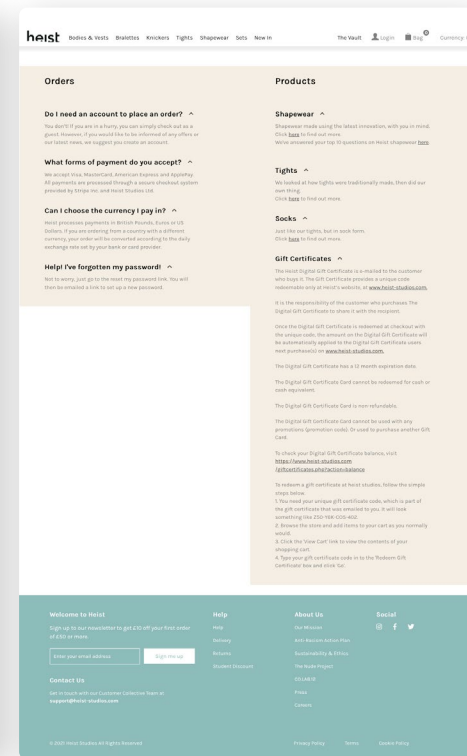 heist
Bodies & Vests Bralettes Knickers Tights Shapewear Sets New In
The Vault Login Bag 0 Currency:
Orders
Do I need an account to place an order?
You don't! If you are in a hurry, you can simply check out as a
guest. However, if you would like to be informed of any offers or
our latest news, we suggest you create an account.
What forms of payment do you accept?
We accept Visa, MasterCard, American Express and ApplePay.
All payments are processed through a secure checkout system
provided by Stripe Inc and Heist Studios Ltd.
Can I choose the currency I pay in?
Heist processes payments in British Pounds, Euros or US
Dollars. If you are ordering from a country with a different
currency, your order will be converted according to the daily
exchange rate set by your bank or card provider.
Help! I've forgotten my password!
Not to worry, just go to the reset my password link. You will
then be emailed a link to set up a new password.
Products
Shapewear
Shapewear made using the latest innovation, with you in mind.
Click here to find out more.
We've answered your top 10 questions on Heist shapewear here.
Tights
We looked at how tights were traditionally made, then did our
own thing.
Click here to find out more.
Socks
Just like our tights, but in sock form.
Click here to find out more.
Gift Certificates
The Heist Digital Gift Certificate is e-mailed to the customer
who buys it. The Gift Certificate provides a unique code
redeemable only at Heist's website, at www.heist-studios.com.
It is the responsibility of the customer who purchases The
Digital Gift Certificate to share it with the recipient.
Once the Digital Gift Certificate is redeemed at checkout with
the unique code, the amount on the Digital Gift Certificate will
be automatically applied to the Digital Gift Certificate users
next purchase(s) on www.heist-studios.com.
The Digital Gift Certificate has a 12 month expiration date.
The Digital Gift Certificate Card cannot be redeemed for cash or
cash equivalent.
The Digital Gift Certificate Card is non-refundable.
The Digital Gift Certificate Card cannot be used with any
promotions (promotion code). Or used to purchase another Gift
Card.
To check your Digital Gift Certificate balance, visit
https://www.heist-studios.com
/giftcertificates.php?action=balance
To redeem a gift certificate at heist studios, follow the simple
steps below.
1. You need your unique gift certificate code, which is part of
the gift certificate that was emailed to you. It will look
something like Z50-Y6K-COS-402.
2. Browse the store and add items to your cart as you normally
would.
3. Click the 'View Cart' link to view the contents of your
shopping cart.
4. Type your gift certificate code in to the 'Redeem Gift
Certificate' box and click 'Go'.
Welcome to Heist
Sign up to our newsletter to get £10 off your first order
of £50 or more
Enter your email address
Sign me up
Contact Us
Get in touch with our Customer Collective Team at
support@heist-studios.com
Help
Help
Delivery
Returns
Student Discount
About Us
Our Mission
Anti-Racism Action Plan
Sustainability & Ethics
The Nude Project
Press
Careers
Social
© 2021 Heist Studios All Rights Reserved
Privacy Policy Terms Cookie Policy